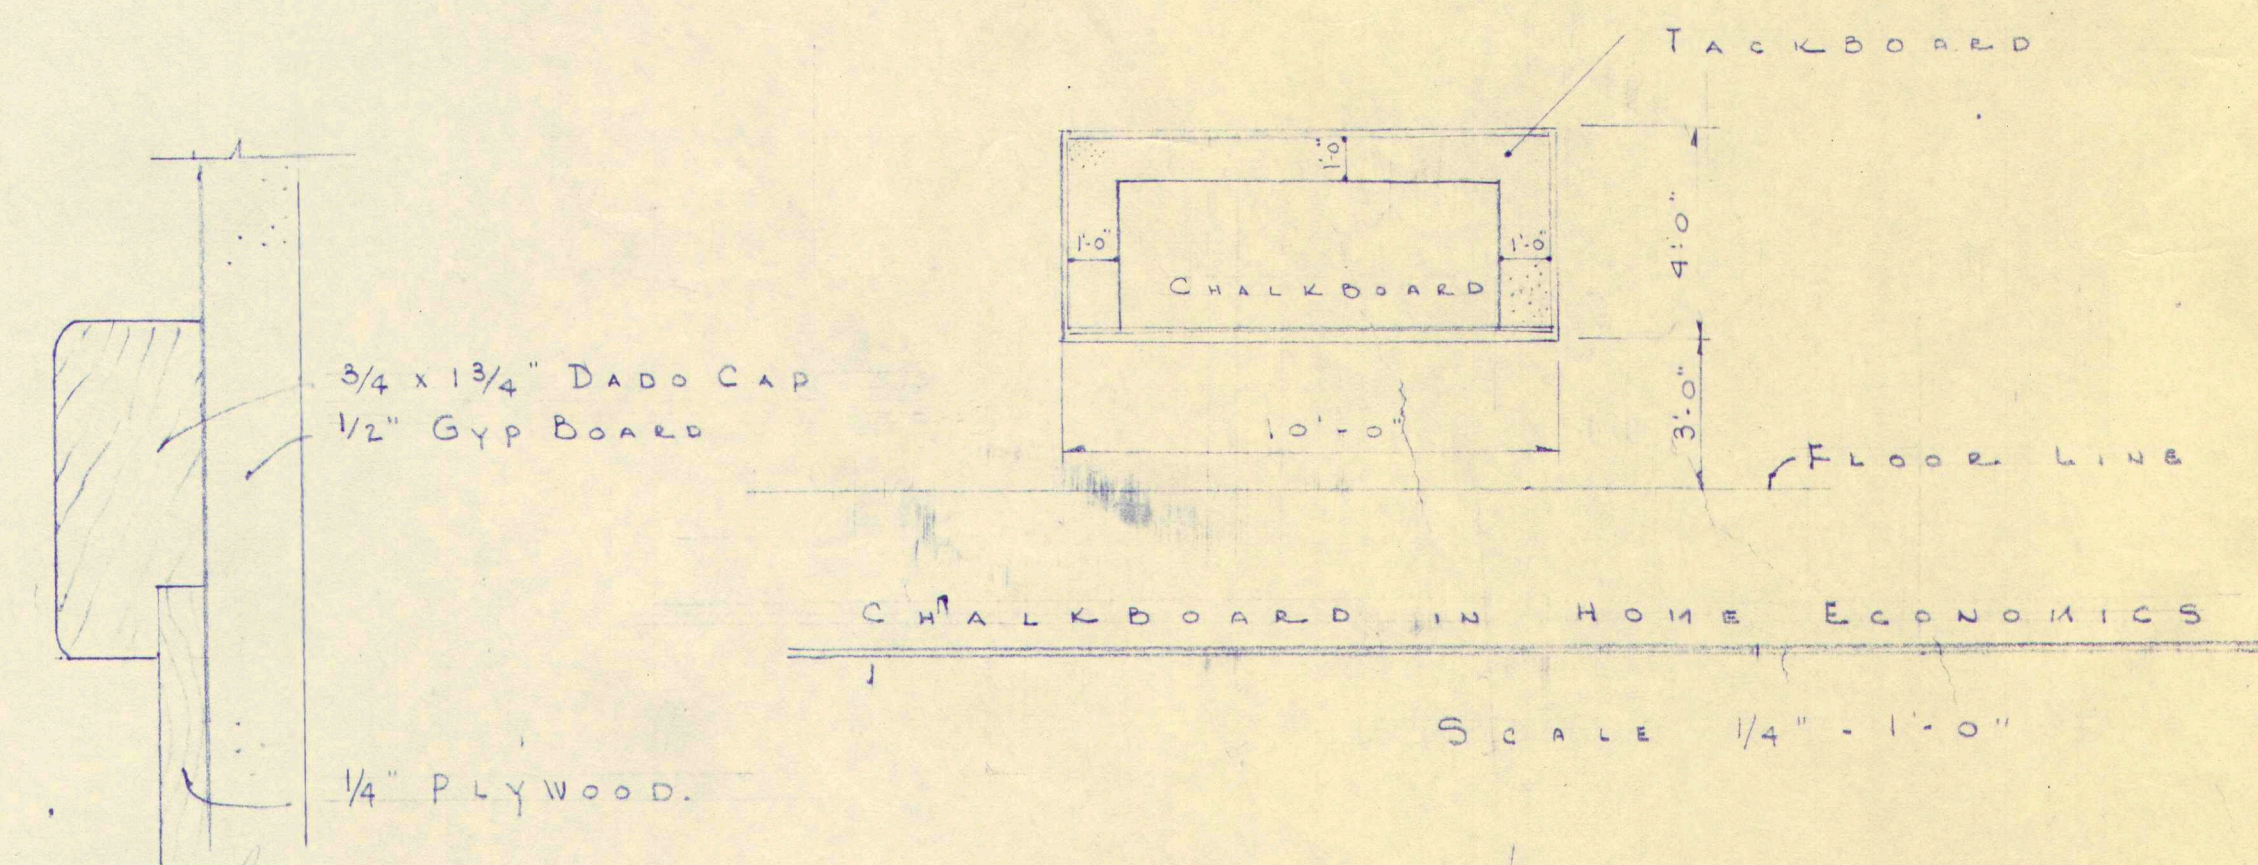 TACKBOARD
1'-0"
1'-0"
1'-0"
CHALKBOARD
4'-0"
3'-0"
10'-0"
FLOOR LINE
3/4 x 1 3/4" DADO CAP
1/2" GYP BOARD
1/4" PLYWOOD.
CHALKBOARD IN HOME ECONOMICS
SCALE 1/4" - 1'-0"